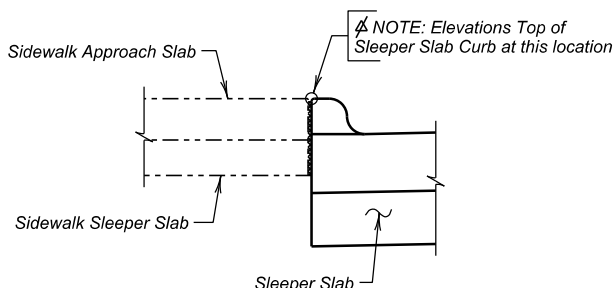 NOTE: Elevations Top of
Sleeper Slab Curb at this location
Sidewalk Approach Slab
Sidewalk Sleeper Slab
Sleeper Slab